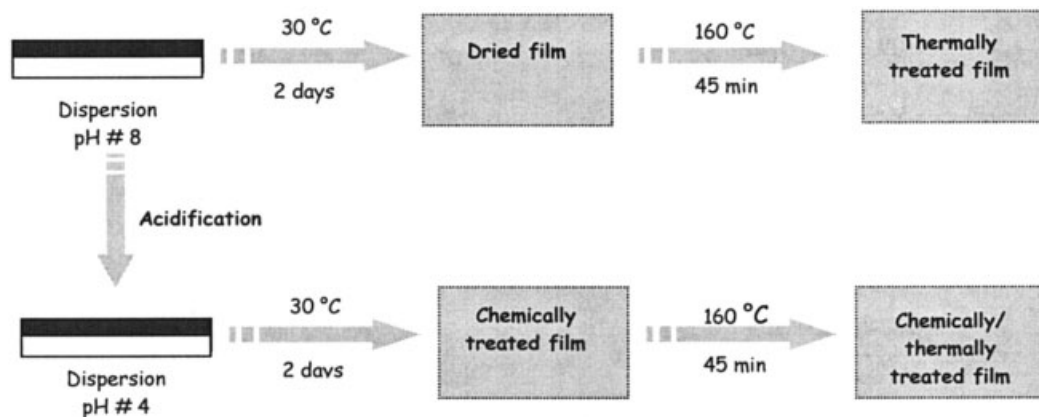 30 °C
Dried film
2 days
160 °C
45 min
Thermally
treated film
Dispersion
pH # 8
Acidification
30 °C
Chemically
treated film
2 days
160 °C
45 min
Chemically/
thermally
treated film
Dispersion
pH # 4